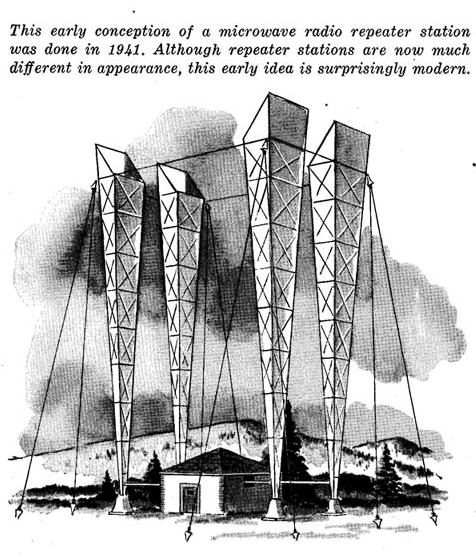 This early conception of a microwave radio repeater station
was done in 1941. Although repeater stations are now much
different in appearance, this early idea is surprisingly modern.